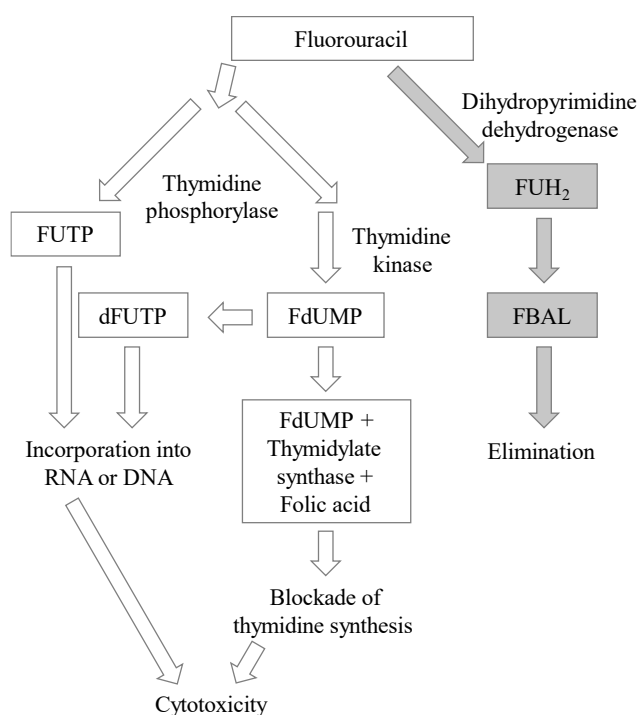 Fluorouracil
Dihydropyrimidine
dehydrogenase
Thymidine
phosphorylase
FUH₂
FUTP
Thymidine
kinase
dFUTP
FdUMP
FBAL
FdUMP +
Thymidylate
synthase +
Folic acid
Incorporation into
RNA or DNA
Elimination
Blockade of
thymidine synthesis
Cytotoxicity